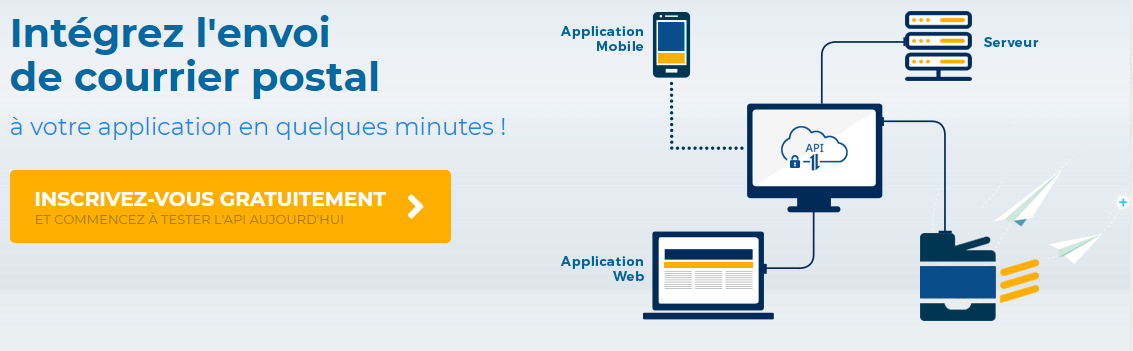 Intégrez l'envoi
de courrier postal
à votre application en quelques minutes !
INSCRIVEZ-VOUS GRATUITEMENT
ET COMMENCEZ À TESTER L'API AUJOURD'HUI
Application
Mobile
Serveur
API
Application
Web